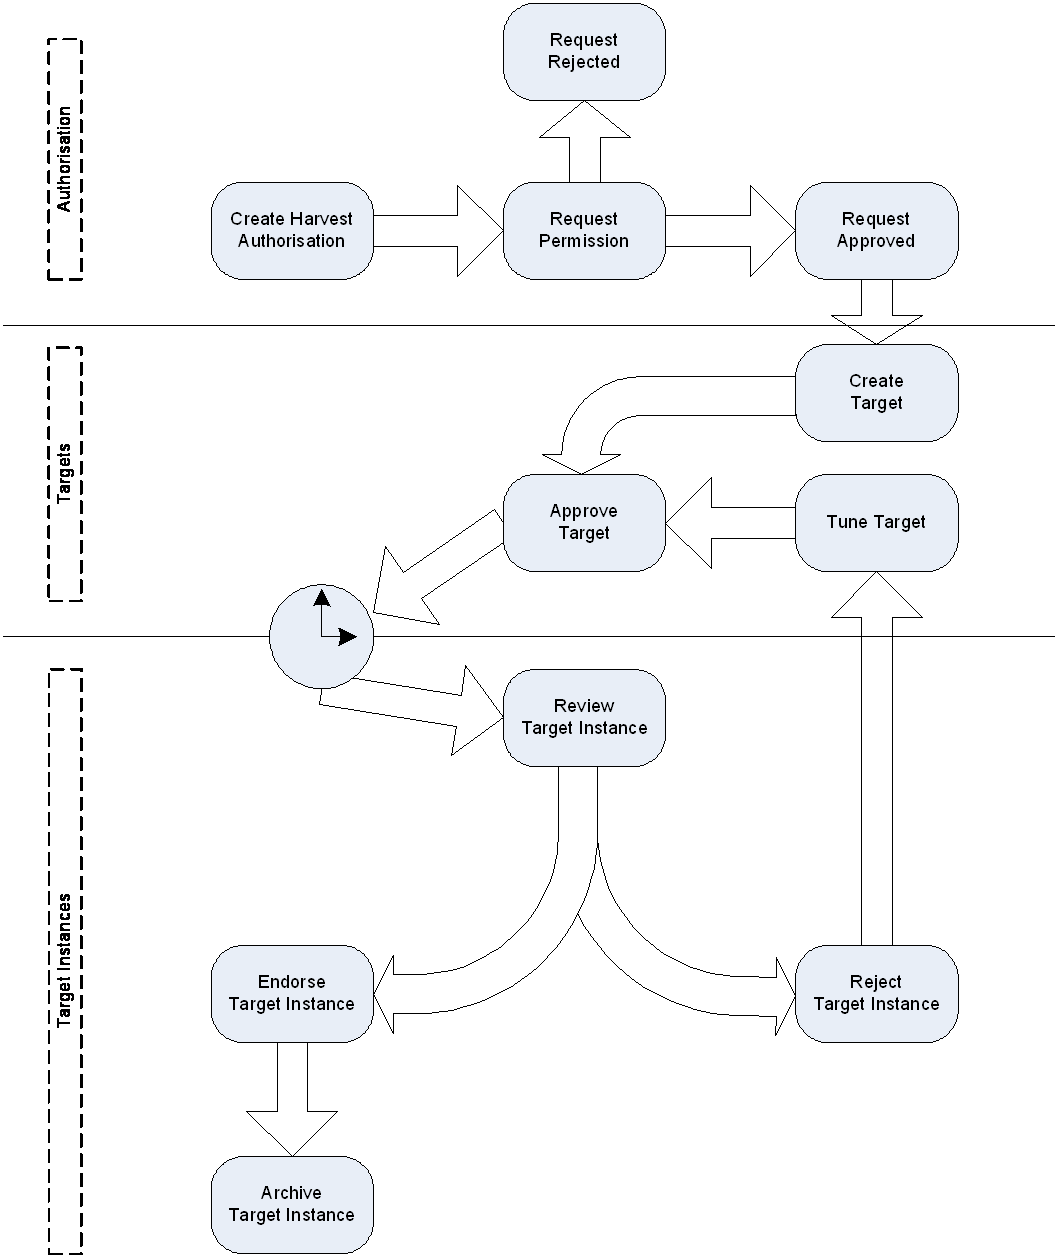 Authorisation
Request
Rejected
Create Harvest
Authorisation
Request
Permission
Request
Approved
Targets
Create
Target
Approve
Target
Tune Target
Target Instances
Review
Target Instance
Endorse
Target Instance
Reject
Target Instance
Archive
Target Instance